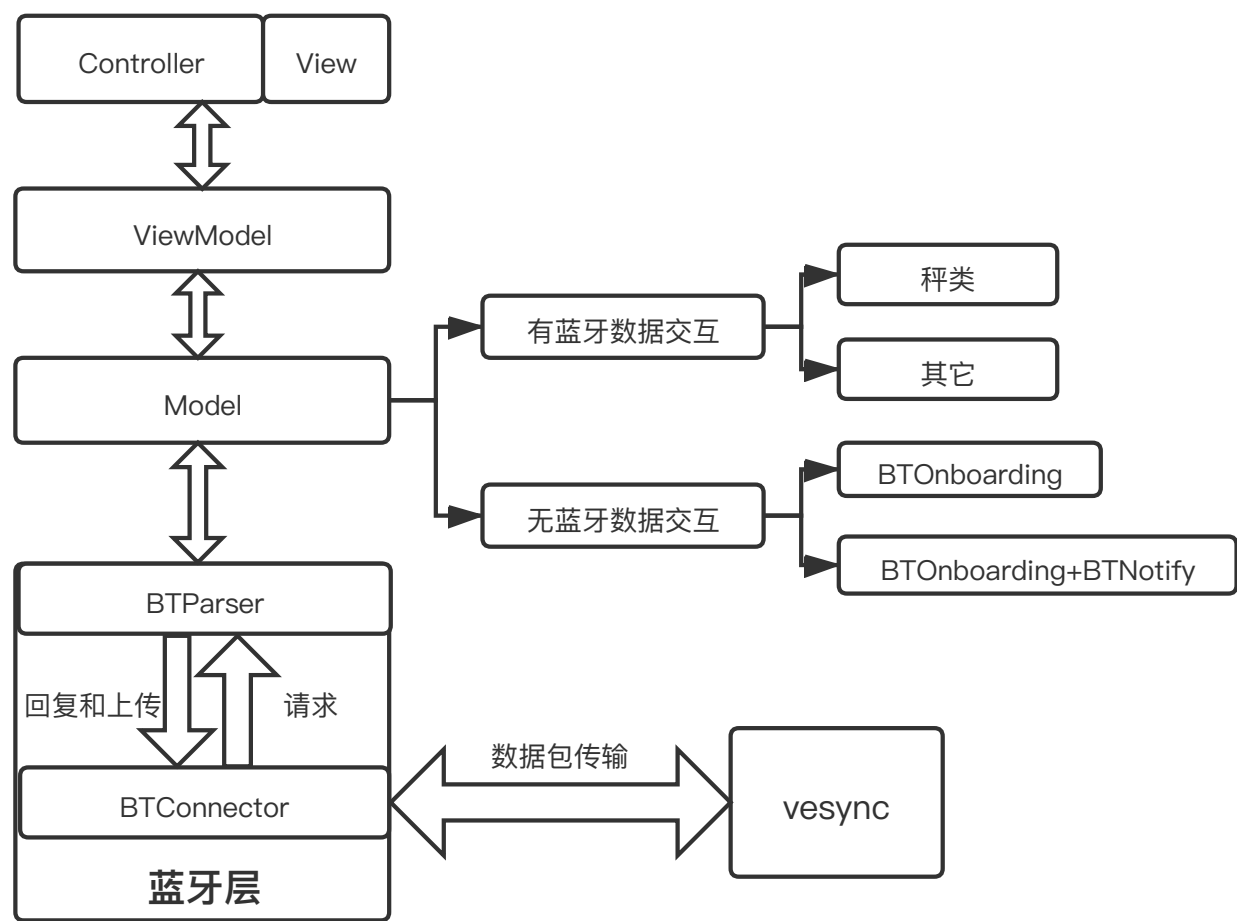 Controller
View
ViewModel
秤类
有蓝牙数据交互
其它
Model
BTOnboarding
无蓝牙数据交互
BTOnboarding+BTNotify
BTParser
回复和上传
请求
数据包传输
BTConnector
vesync
蓝牙层